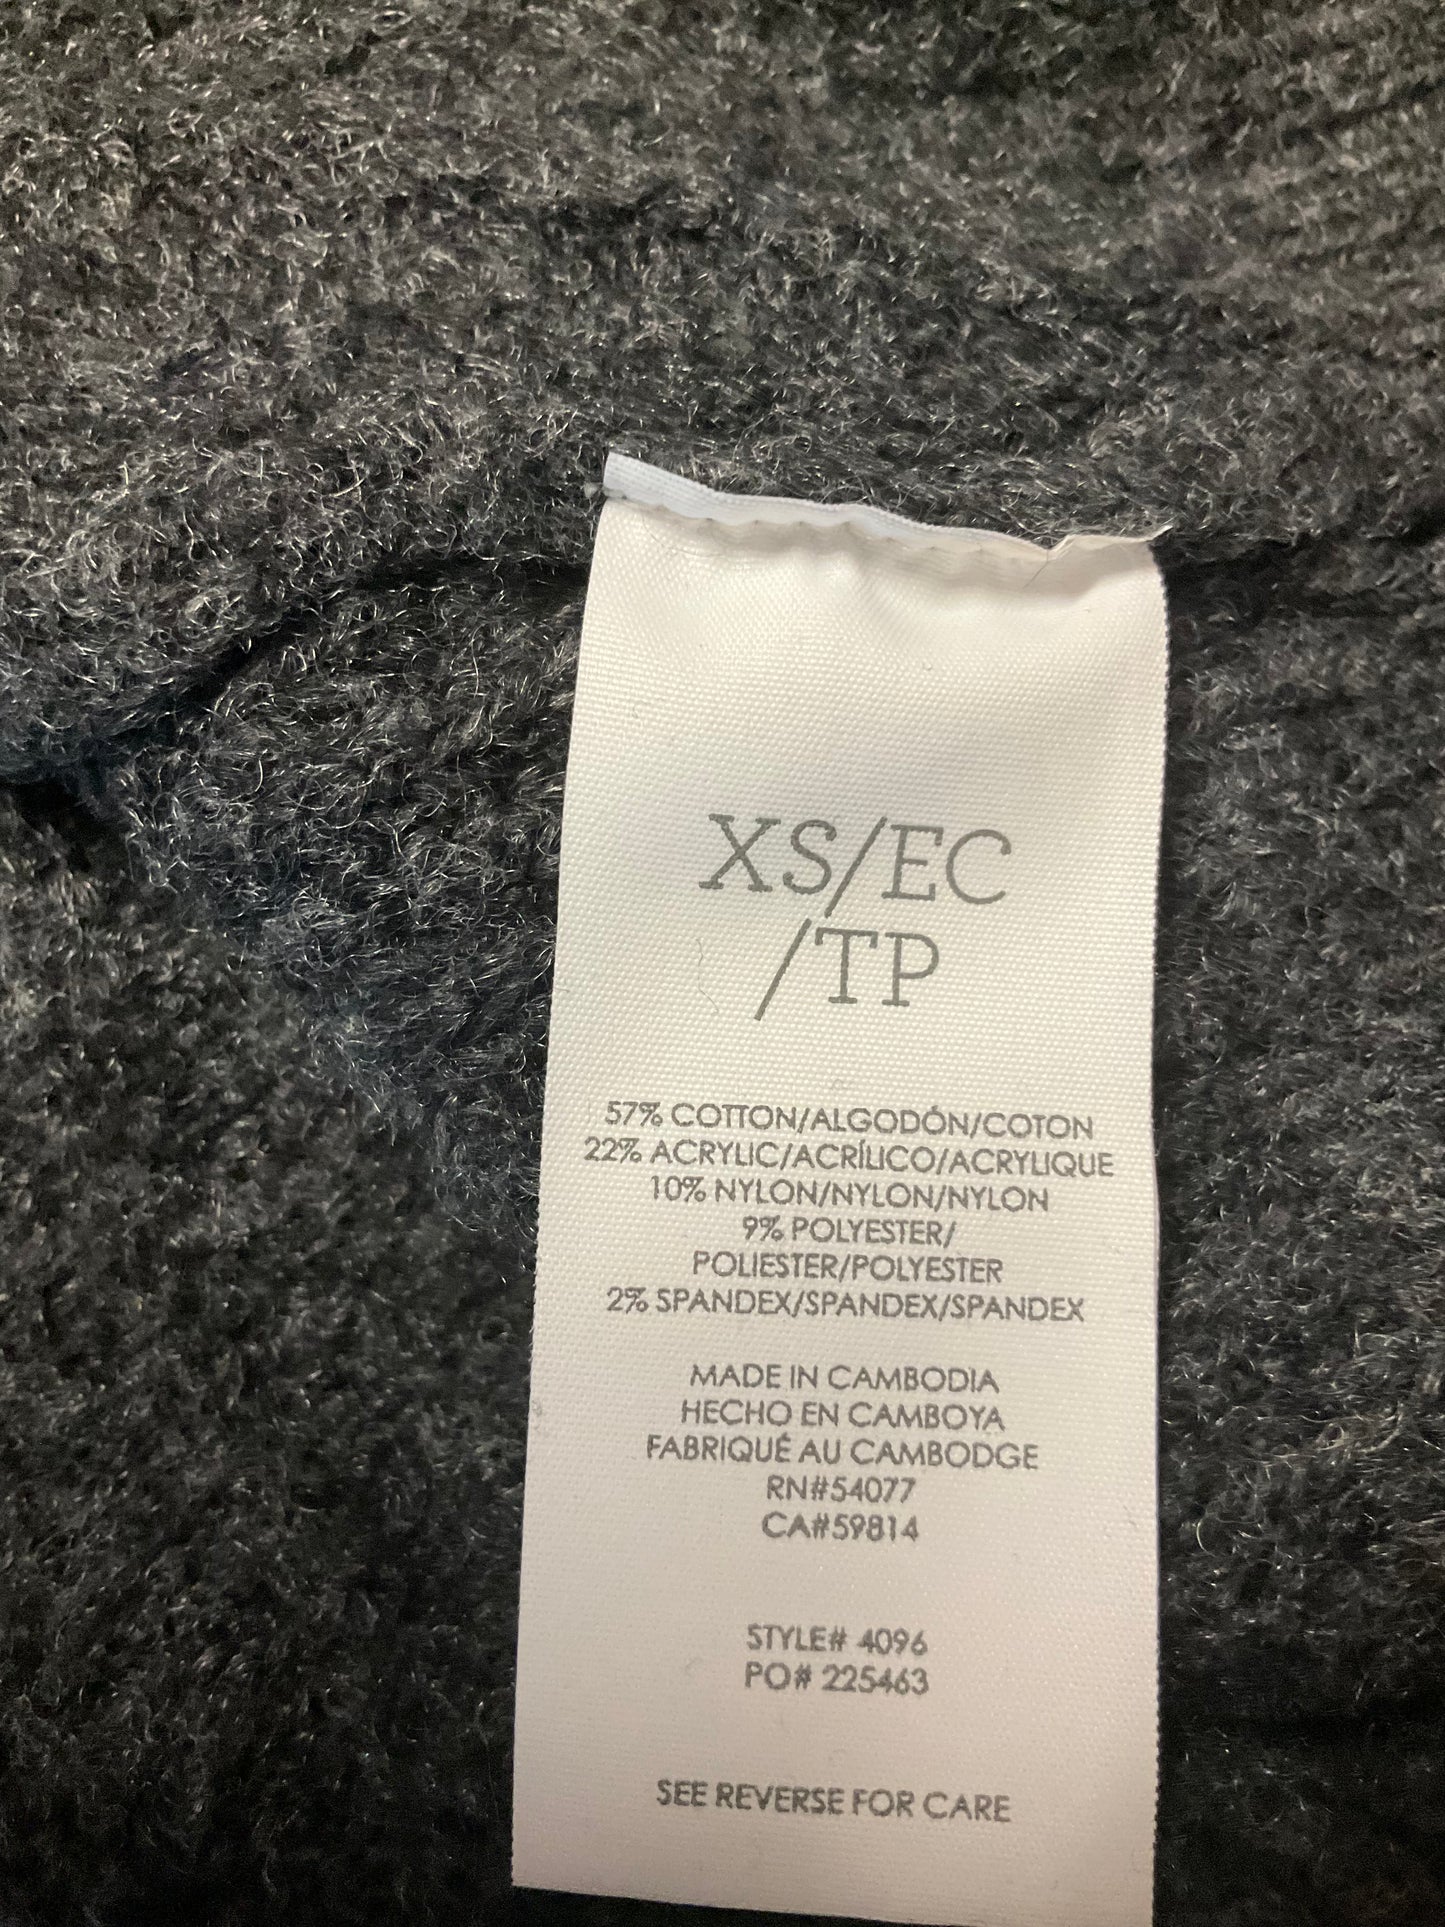 XS/EC
/TP
57% COTTON/ALGODÓN/COTON
22% ACRYLIC/ACRÍLICO/ACRYLIQUE
10% NYLON/NYLON/NYLON
9% POLYESTER/
POLIESTER/POLYESTER
2% SPANDEX/SPANDEX/SPANDEX
MADE IN CAMBODIA
HECHO EN CAMBOYA
FABRIQUÉ AU CAMBODGE
RN#54077
CA#59814
STYLE# 4096
PO# 225463
SEE REVERSE FOR CARE